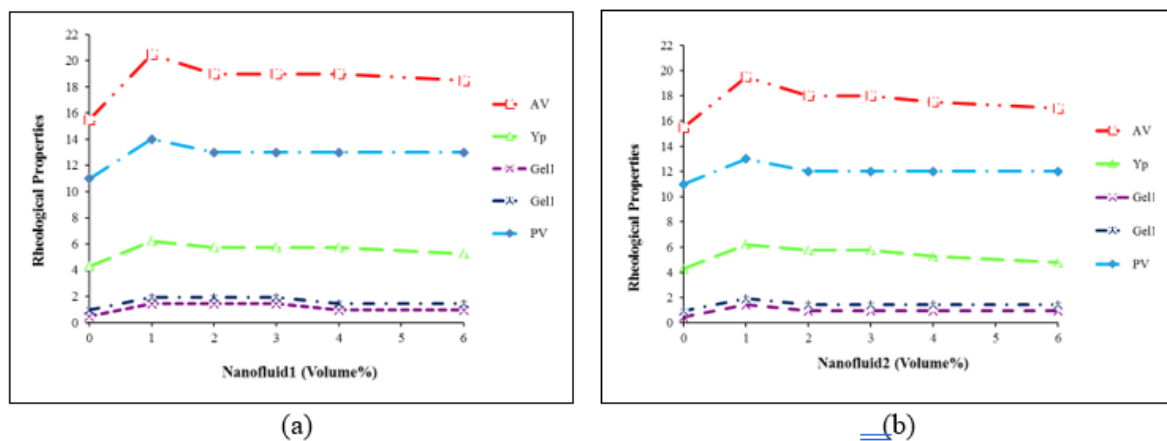 22
20
18
16
14
12
10
8
6
4
2
0
Rheological Properties
0 1 2 3 4 5 6
Nanofluid1 (Volume%)
AV
Yp
Gel1
Gel1
PV
(a)
22
20
18
16
14
12
10
8
6
4
2
0
Rheological Properties
0 1 2 3 4 5 6
Nanofluid2 (Volume%)
AV
Yp
Gel1
Gel1
PV
(b)